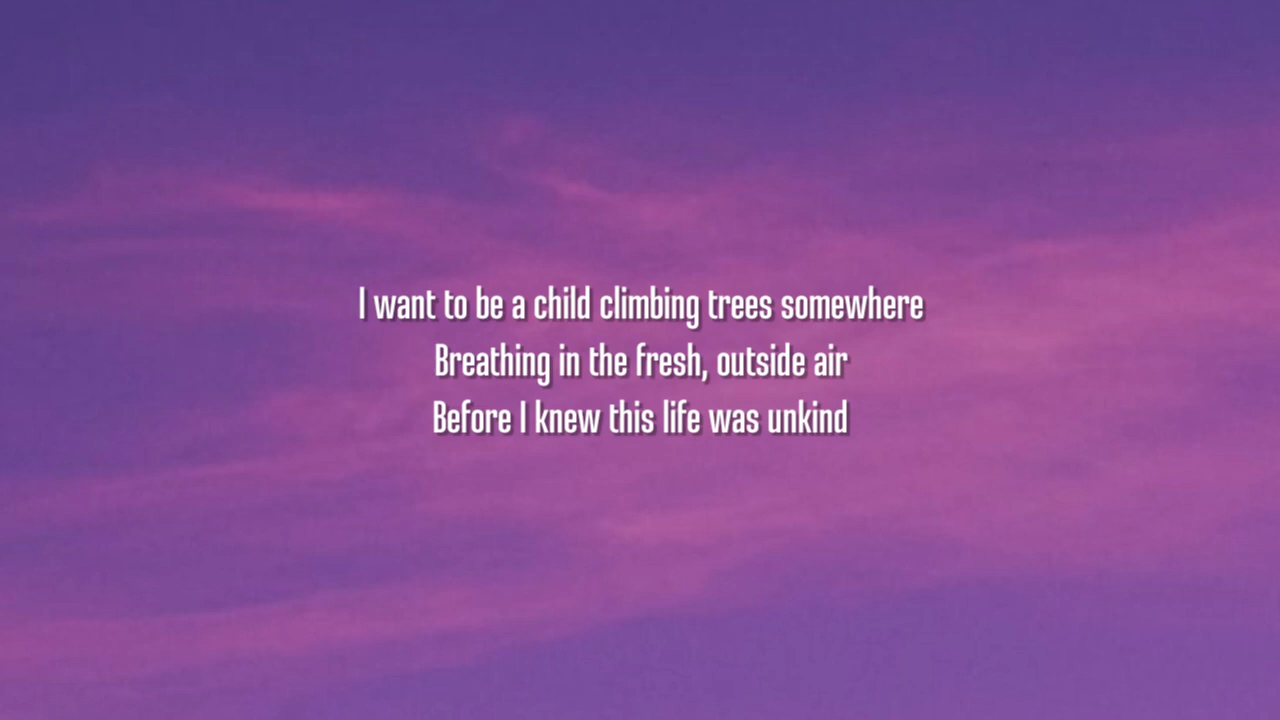 I want to be a child climbing trees somewhere
Breathing in the fresh, outside air
Before I knew this life was unkind